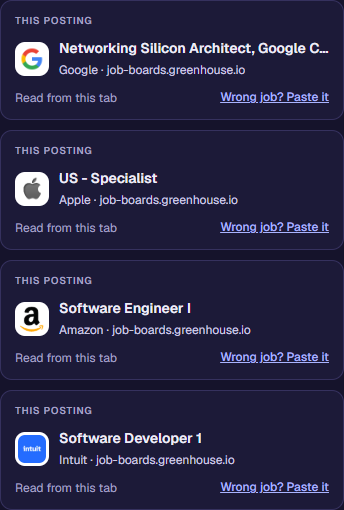 THIS POSTING
Networking Silicon Architect, Google C...
Google · job-boards.greenhouse.io
Read from this tab
Wrong job? Paste it
THIS POSTING
US - Specialist
Apple · job-boards.greenhouse.io
Read from this tab
Wrong job? Paste it
THIS POSTING
a
Software Engineer I
Amazon · job-boards.greenhouse.io
Read from this tab
Wrong job? Paste it
THIS POSTING
Intuit
Software Developer 1
Intuit · job-boards.greenhouse.io
Read from this tab
Wrong job? Paste it